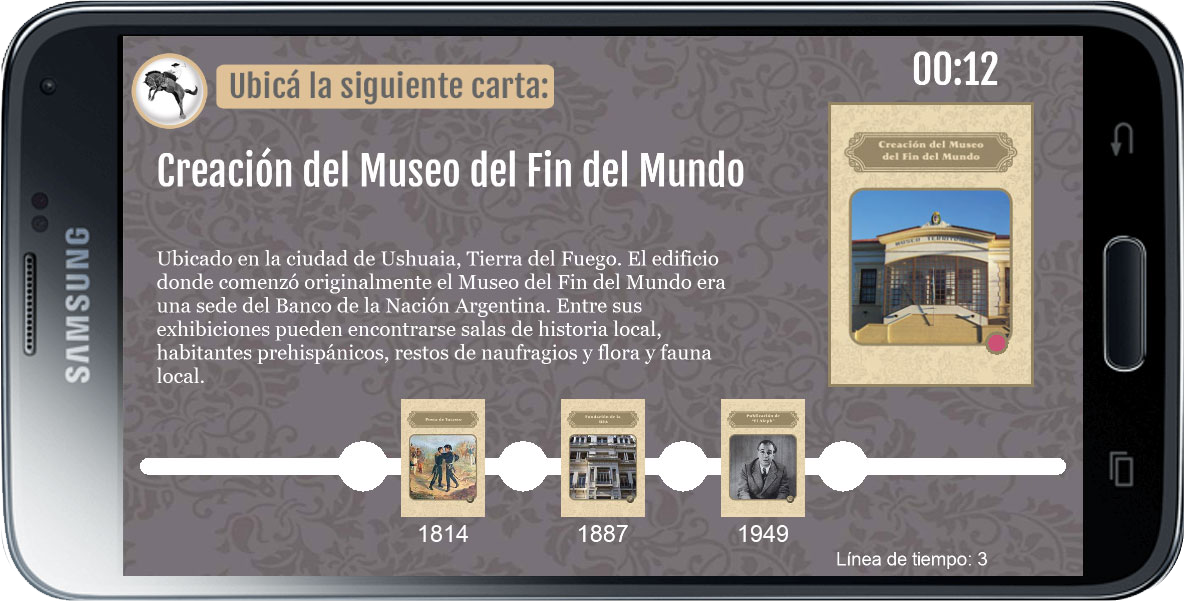 Ubicá la siguiente carta:
00:12
Creación del Museo del Fin del Mundo
Creación del Museo
del Fin del Mundo
MUSEO TERRITORIAL
Ubicado en la ciudad de Ushuaia, Tierra del Fuego. El edificio
donde comenzó originalmente el Museo del Fin del Mundo era
una sede del Banco de la Nación Argentina. Entre sus
exhibiciones pueden encontrarse salas de historia local,
habitantes prehispánicos, restos de naufragios y flora y fauna
local.
SAMSUNG
Fundación de la
Publicación de
"El Aleph"
1814
1887
1949
Línea de tiempo: 3